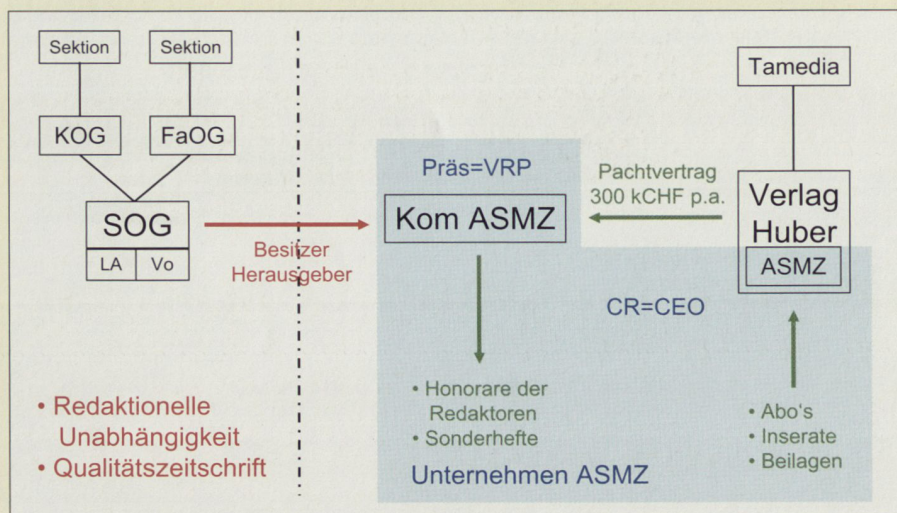 Sektion
Sektion
KOG
FaOG
SOG
LA
Vo
Besitzer
Herausgeber
• Redaktionelle
Unabhängigkeit
• Qualitätszeitschrift
Präs=VRP
Kom ASMZ
Pachtvertrag
300 kCHF p.a.
Tamedia
Verlag
Huber
ASMZ
CR=CEO
• Honorare der
Redaktoren
• Sonderhefte
• Abo's
• Inserate
• Beilagen
Unternehmen ASMZ